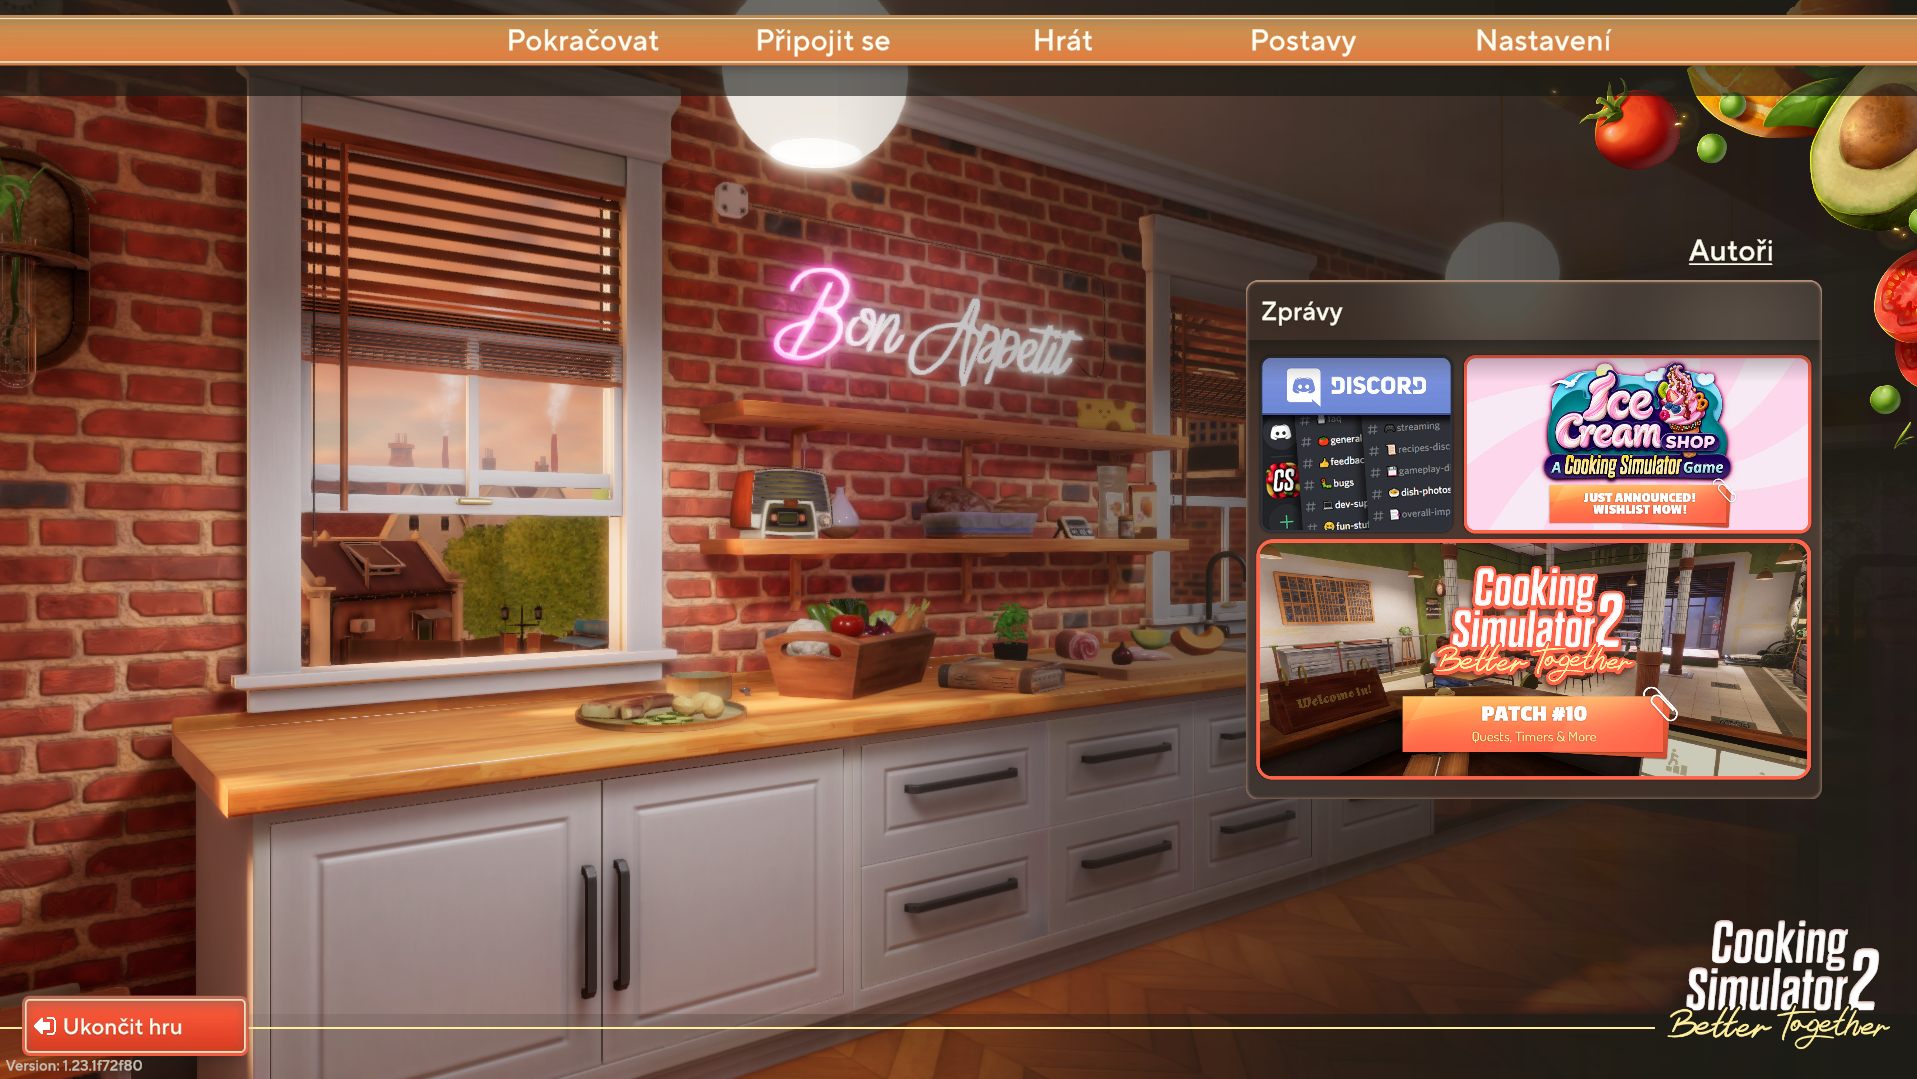 Pokračovat
Připojit se
Hrát
Postavy
Nastavení
Bon Appetit
Autoři
Zprávy
DISCORD
# faq
# general
# feedbac
# bugs
# dev-sup
# fun-stu
# streaming
# recipes-disc
# gameplay-di
# dish-photos
# overall-imp
CS
Ice
Cream SHOP
A Cooking Simulator Game
JUST ANNOUNCED!
WISHLIST NOW!
Cooking
Simulator 2
Better Together
Welcome in!
PATCH #10
Quests, Timers & More
Cooking
Simulator 2
Better Together
Ukončit hru
Version: 1.23.1f72f80